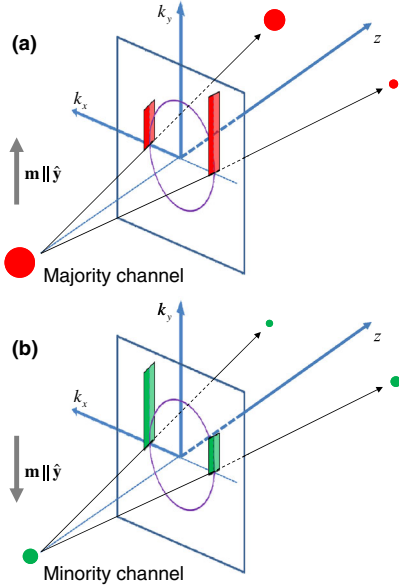 (a)
k_y
z
k_x
m || ŷ
Majority channel
(b)
k_y
z
k_x
m || ŷ
Minority channel